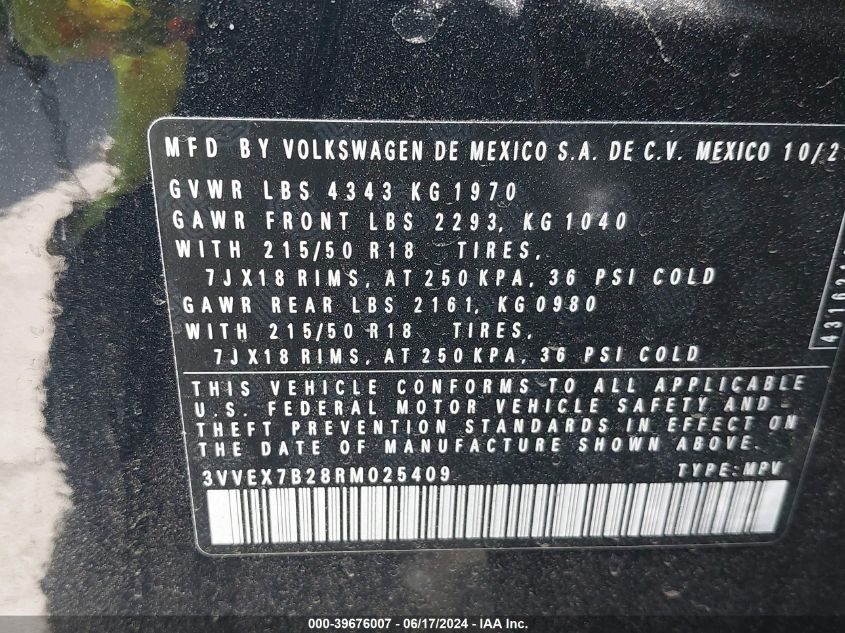 MFD BY VOLKSWAGEN DE MEXICO S.A. DE C.V. MEXICO 10/2
GVWR LBS 4343 KG 1970
GAWR FRONT LBS 2293, KG 1040
WITH 215/50 R18 TIRES,
7JX18 RIMS, AT 250 KPA, 36 PSI COLD
GAWR REAR LBS 2161, KG0980
WITH 215/50 R18 TIRES,
7JX18 RIMS, AT 250 KPA, 36 PSI COLD
THIS VEHICLE CONFORMS TO ALL APPLICABLE
U.S. FEDERAL MOTOR VEHICLE SAFETY AND
THEFT PREVENTION STANDARDS IN EFFECT ON
THE DATE OF MANUFACTURE SHOWN ABOVE.
3VVEX7B28RM025409 TYPE: MPV
000-39676007 - 06/17/2024 - IAA Inc.